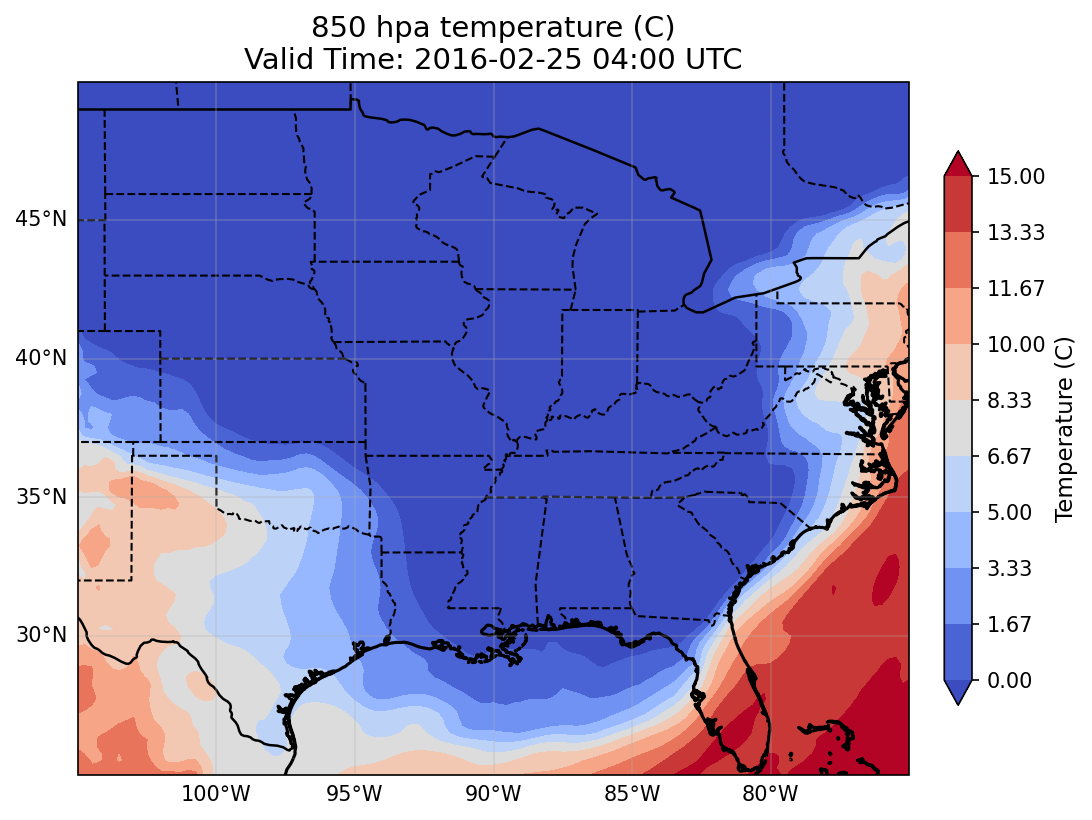 850 hpa temperature (C)
Valid Time: 2016-02-25 04:00 UTC
45°N
40°N
35°N
30°N
100°W
95°W
90°W
85°W
80°W
15.00
13.33
11.67
10.00
8.33
6.67
5.00
3.33
1.67
0.00
Temperature (C)